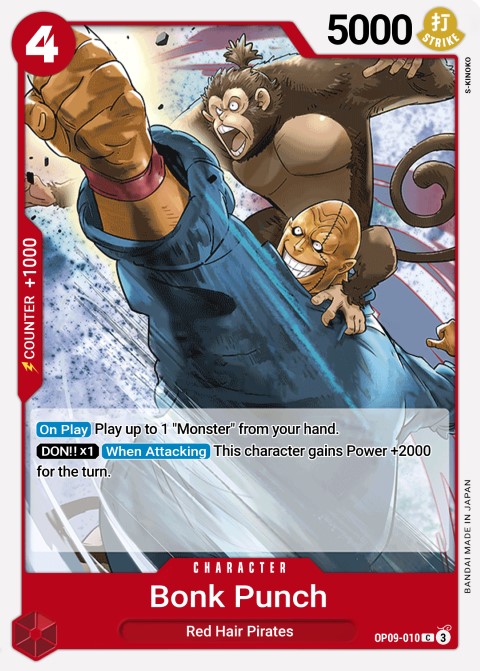 4
5000
打
STRIKE
S-KINOKO
COUNTER +1000
On Play Play up to 1 "Monster" from your hand.
DON!!×1 When Attacking This character gains Power +2000
for the turn.
BANDAI MADE IN JAPAN
CHARACTER
Bonk Punch
Red Hair Pirates
OP09-010 C 3